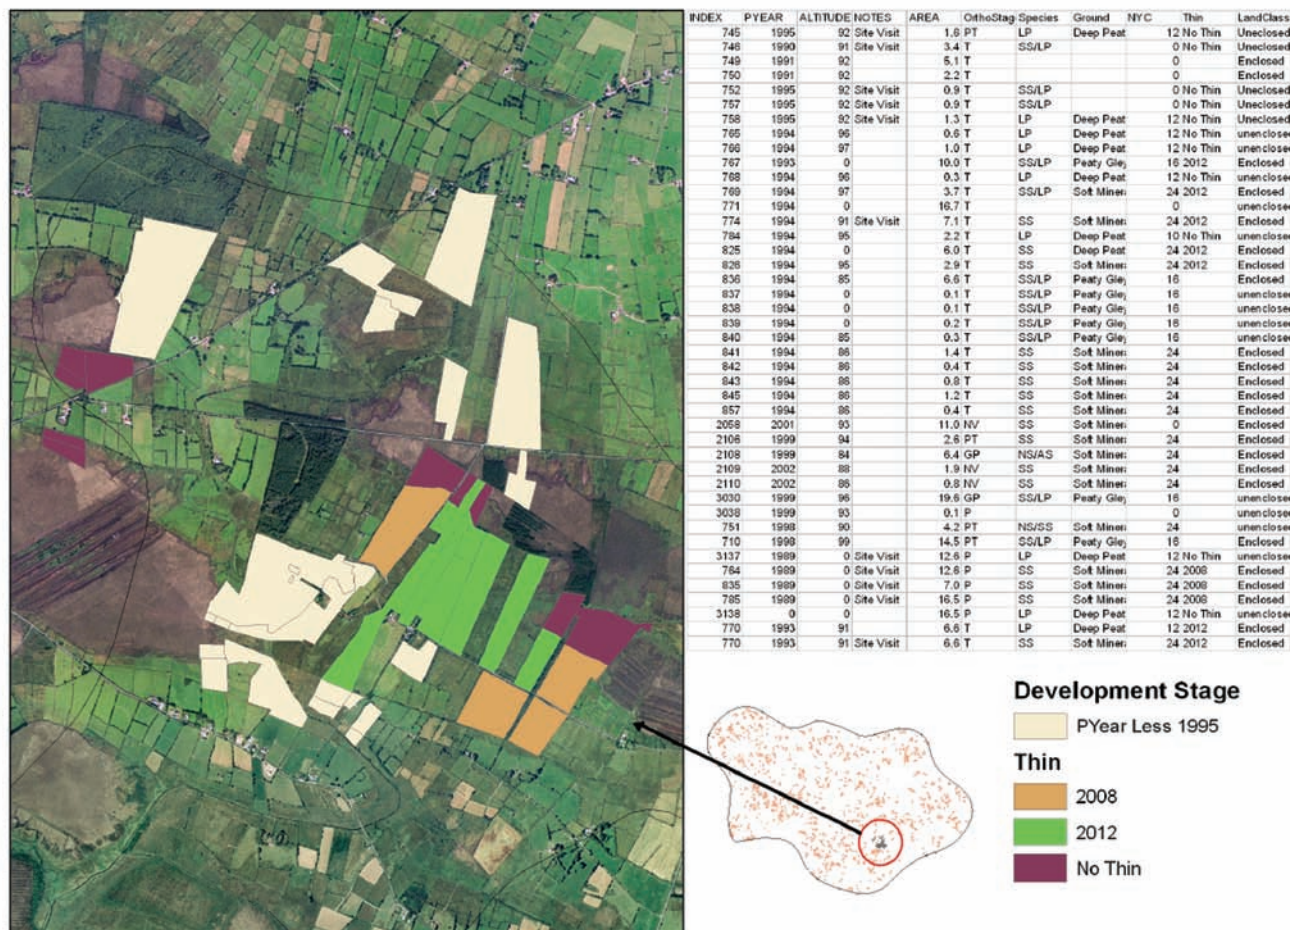 INDEX PYEAR ALTITUDE NOTES AREA OrthoStag Species Ground NYC Thin LandClass
745 1995 92 Site Visit 1.6 PT LP Deep Peat 12 No Thin Uneclosed
746 1990 91 Site Visit 3.4 T SS/LP 0 No Thin Uneclosed
749 1991 92 5.1 T 0 Enclosed
750 1991 92 2.2 T 0 Enclosed
752 1995 92 Site Visit 0.9 T SS/LP 0 No Thin Uneclosed
757 1995 92 Site Visit 0.9 T SS/LP 0 No Thin Uneclosed
758 1995 92 Site Visit 1.3 T LP Deep Peat 12 No Thin Uneclosed
765 1994 96 0.6 T LP Deep Peat 12 No Thin unenclosed
766 1994 97 1.0 T LP Deep Peat 12 No Thin unenclosed
767 1993 0 10.0 T SS/LP Peaty Gley 16 2012 Enclosed
768 1994 96 0.3 T LP Deep Peat 12 No Thin unenclosed
769 1994 97 3.7 T SS/LP Soft Minera 24 2012 Enclosed
771 1994 0 16.7 T 0 unenclosed
774 1994 91 Site Visit 7.1 T SS Soft Minera 24 2012 Enclosed
784 1994 95 2.2 T LP Deep Peat 10 No Thin unenclosed
825 1994 0 6.0 T SS Deep Peat 24 2012 Enclosed
826 1994 95 2.9 T SS Soft Minera 24 2012 Enclosed
836 1994 85 6.6 T SS/LP Peaty Gley 16 Enclosed
837 1994 0 0.1 T SS/LP Peaty Gley 16 unenclosed
838 1994 0 0.1 T SS/LP Peaty Gley 16 unenclosed
839 1994 0 0.2 T SS/LP Peaty Gley 16 unenclosed
840 1994 85 0.3 T SS/LP Peaty Gley 16 unenclosed
841 1994 86 1.4 T SS Soft Minera 24 Enclosed
842 1994 86 0.4 T SS Soft Minera 24 Enclosed
843 1994 86 0.8 T SS Soft Minera 24 Enclosed
845 1994 86 1.2 T SS Soft Minera 24 Enclosed
857 1994 86 0.4 T SS Soft Minera 24 Enclosed
2058 2001 93 11.0 NV SS Soft Minera 0 Enclosed
2106 1999 94 2.6 PT SS Soft Minera 24 Enclosed
2108 1999 84 6.4 GP NS/AS Soft Minera 24 Enclosed
2109 2002 88 1.9 NV SS Soft Minera 24 Enclosed
2110 2002 86 0.8 NV SS Soft Minera 24 Enclosed
3030 1999 96 19.6 GP SS/LP Peaty Gley 16 unenclosed
3038 1999 93 0.1 P 0 unenclosed
751 1998 90 4.2 PT NS/SS Soft Minera 24 unenclosed
710 1998 99 14.5 PT SS/LP Peaty Gley 16 Enclosed
3137 1989 0 Site Visit 12.6 P LP Deep Peat 12 No Thin unenclosed
764 1989 0 Site Visit 12.6 P SS Soft Minera 24 2008 Enclosed
835 1989 0 Site Visit 7.0 P SS Soft Minera 24 2008 Enclosed
785 1989 0 Site Visit 16.5 P SS Soft Minera 24 2008 Enclosed
3138 0 0 16.5 P LP Deep Peat 12 No Thin unenclosed
770 1993 91 6.6 T LP Deep Peat 12 2012 Enclosed
770 1993 91 Site Visit 6.6 T SS Soft Minera 24 2012 Enclosed
Development Stage
PYear Less 1995
Thin
2008
2012
No Thin